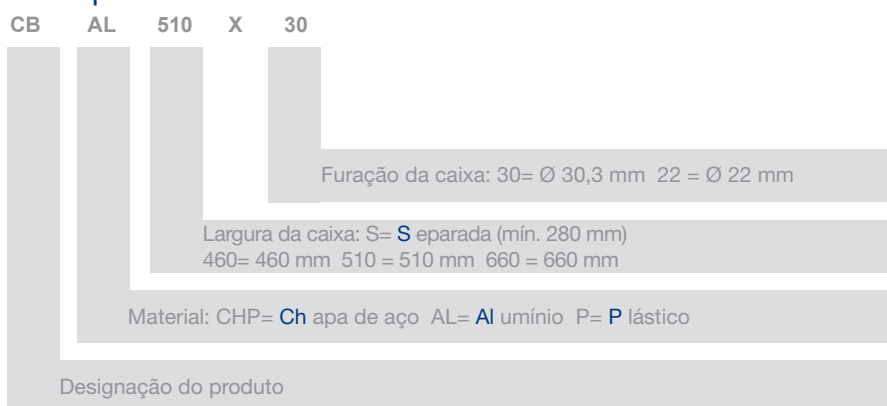 CB AL 510 X 30
Furação da caixa: 30= Ø 30,3 mm 22 = Ø 22 mm
Largura da caixa: S= S eparada (mín. 280 mm)
460= 460 mm 510 = 510 mm 660 = 660 mm
Material: CHP= Ch apa de aço AL= Al umínio P= P lástico
Designação do produto